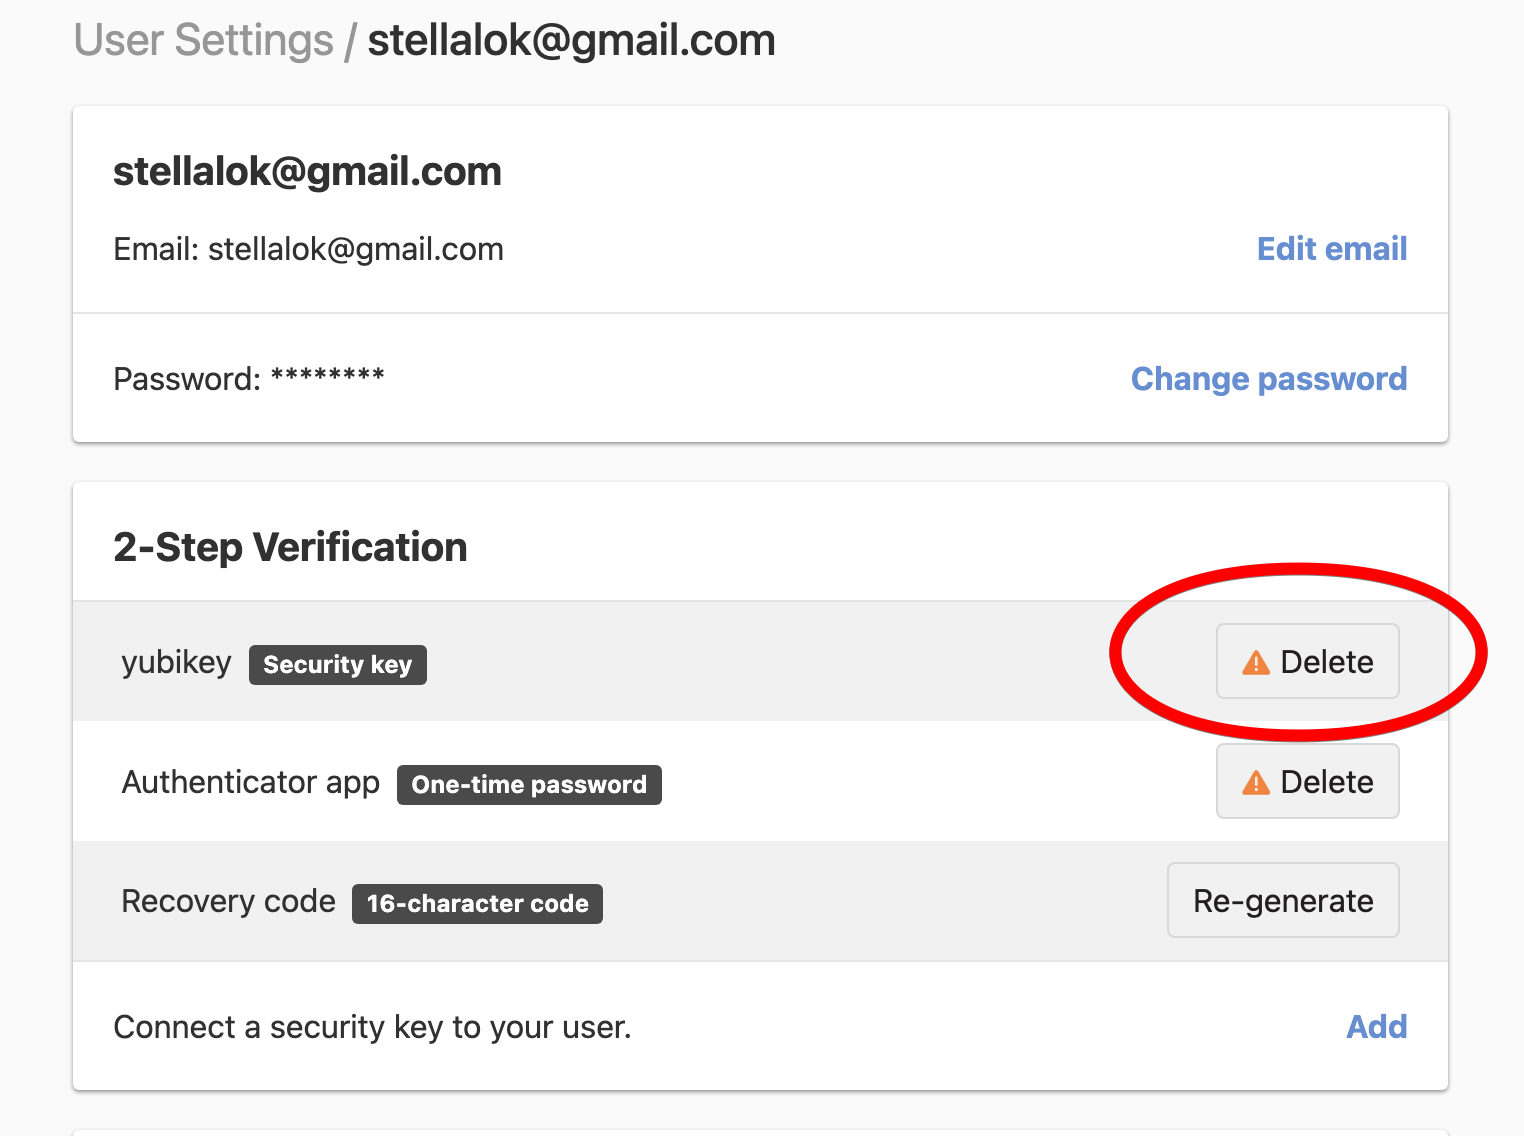 User Settings / stellalok@gmail.com
stellalok@gmail.com
Email: stellalok@gmail.com Edit email
Password: ******** Change password
2-Step Verification
yubikey Security key Delete
Authenticator app One-time password Delete
Recovery code 16-character code Re-generate
Connect a security key to your user. Add